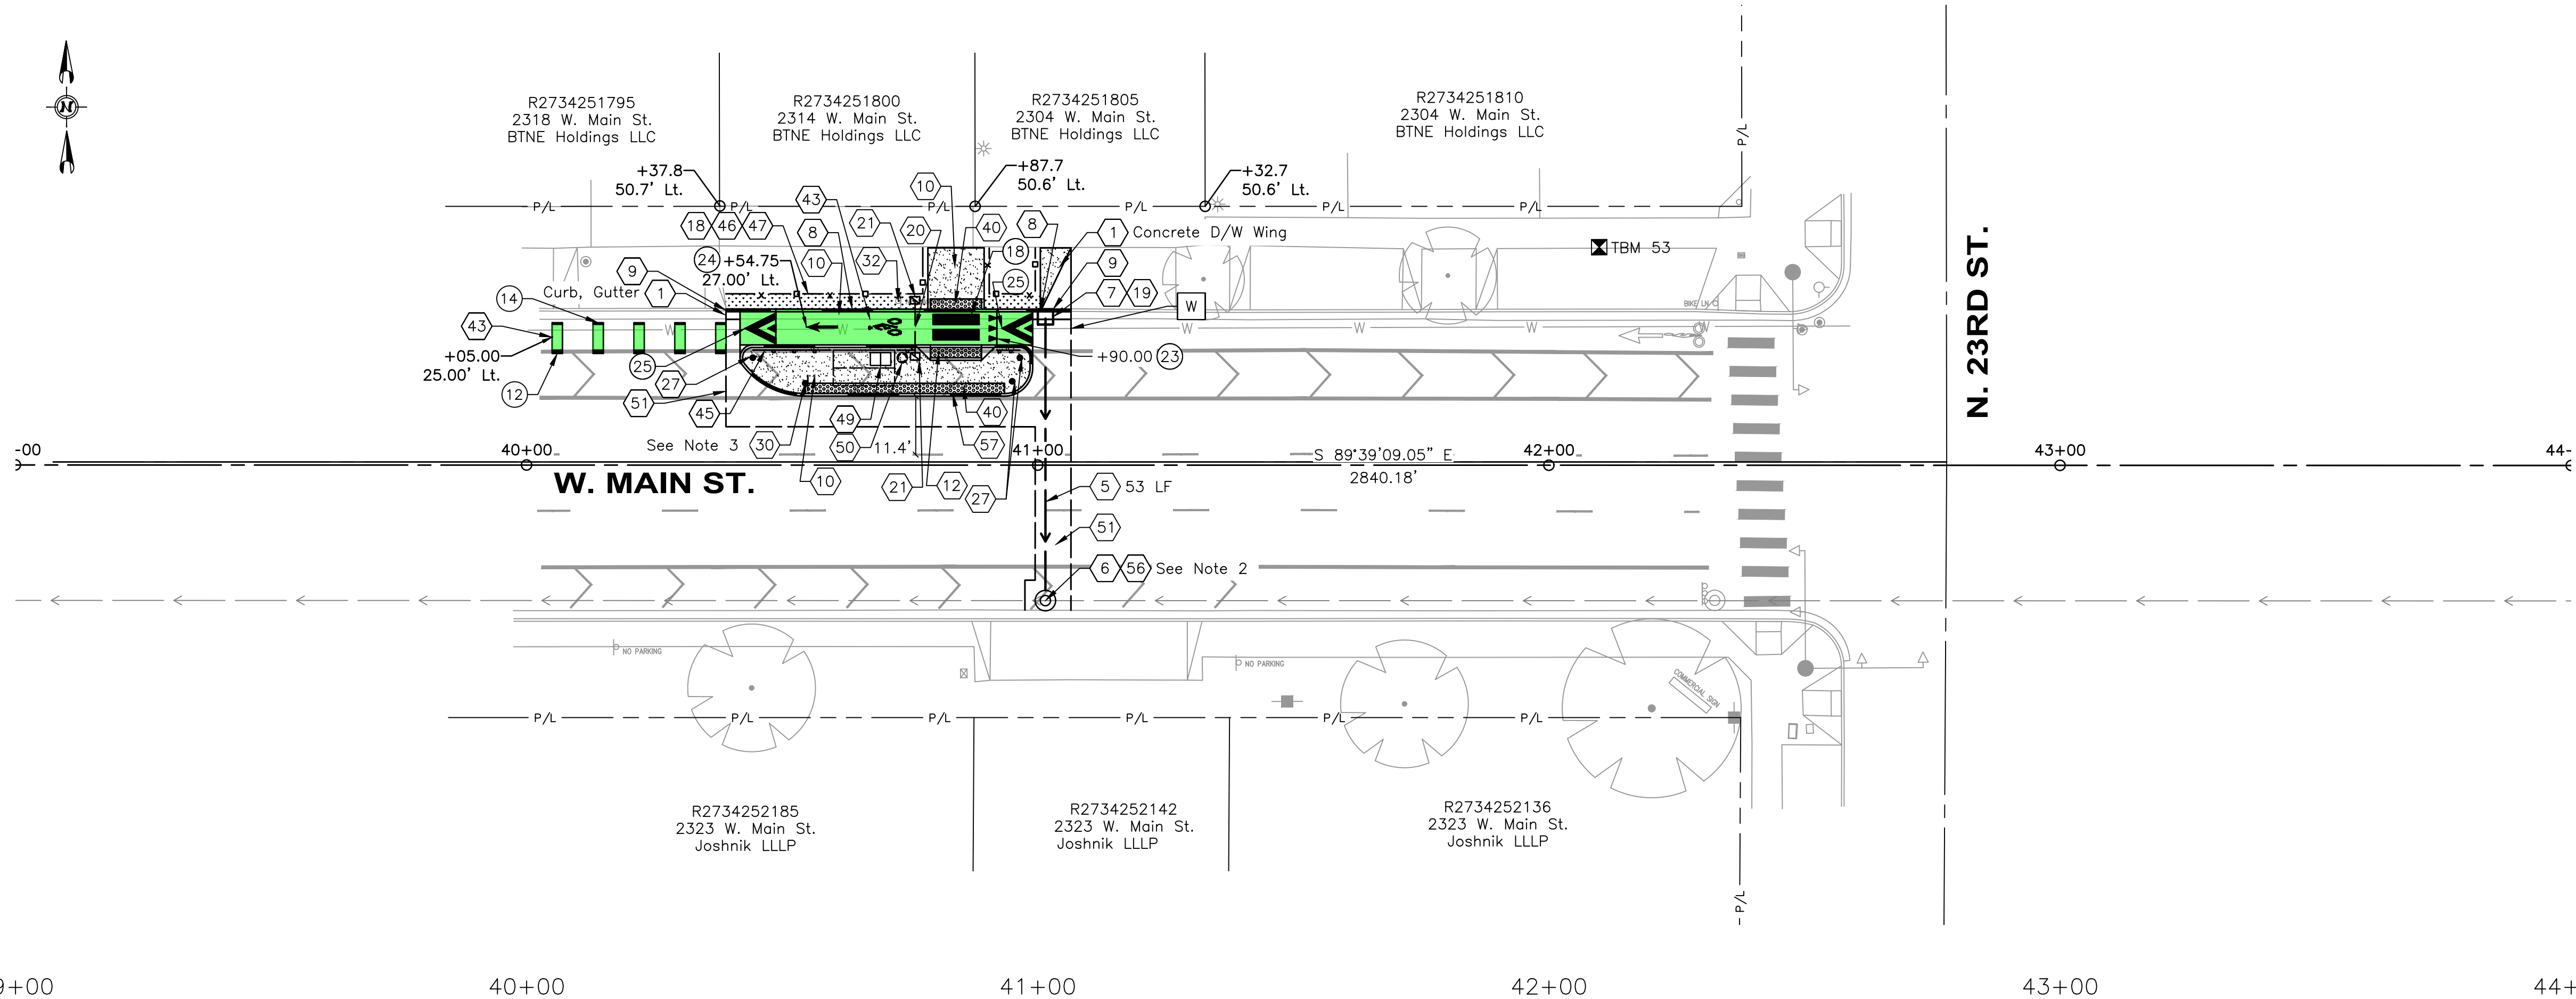 N
R2734251795
2318 W. Main St.
BTNE Holdings LLC
R2734251800
2314 W. Main St.
BTNE Holdings LLC
R2734251805
2304 W. Main St.
BTNE Holdings LLC
R2734251810
2304 W. Main St.
BTNE Holdings LLC
P/L
+37.8
50.7' Lt.
+87.7
50.6' Lt.
+32.7
50.6' Lt.
P/L
P/L
P/L
P/L
P/L
P/L
10
43
18 46 47
8
21
20
40
8
1 Concrete D/W Wing
18
24 +54.75
27.00' Lt.
10
32
9
9
25
Curb, Gutter 1
7 19
14
W
43
+05.00
25.00' Lt.
12
25
27
51
45
+90.00 23
TBM 53
BIKE LN
W
W
W
W
W
W
W
N. 23RD ST.
49
40
See Note 3 30
50
11.4'
57
10
21
12
27
-00
40+00
41+00
S 89°39'09.05" E
2840.18'
42+00
43+00
44-
W. MAIN ST.
5 53 LF
51
6 56 See Note 2
NO PARKING
NO PARKING
COMMERCIAL SIGN
P/L
P/L
P/L
P/L
P/L
P/L
R2734252185
2323 W. Main St.
Joshnik LLLP
R2734252142
2323 W. Main St.
Joshnik LLLP
R2734252136
2323 W. Main St.
Joshnik LLLP
P/L
9+00
40+00
41+00
42+00
43+00
44+